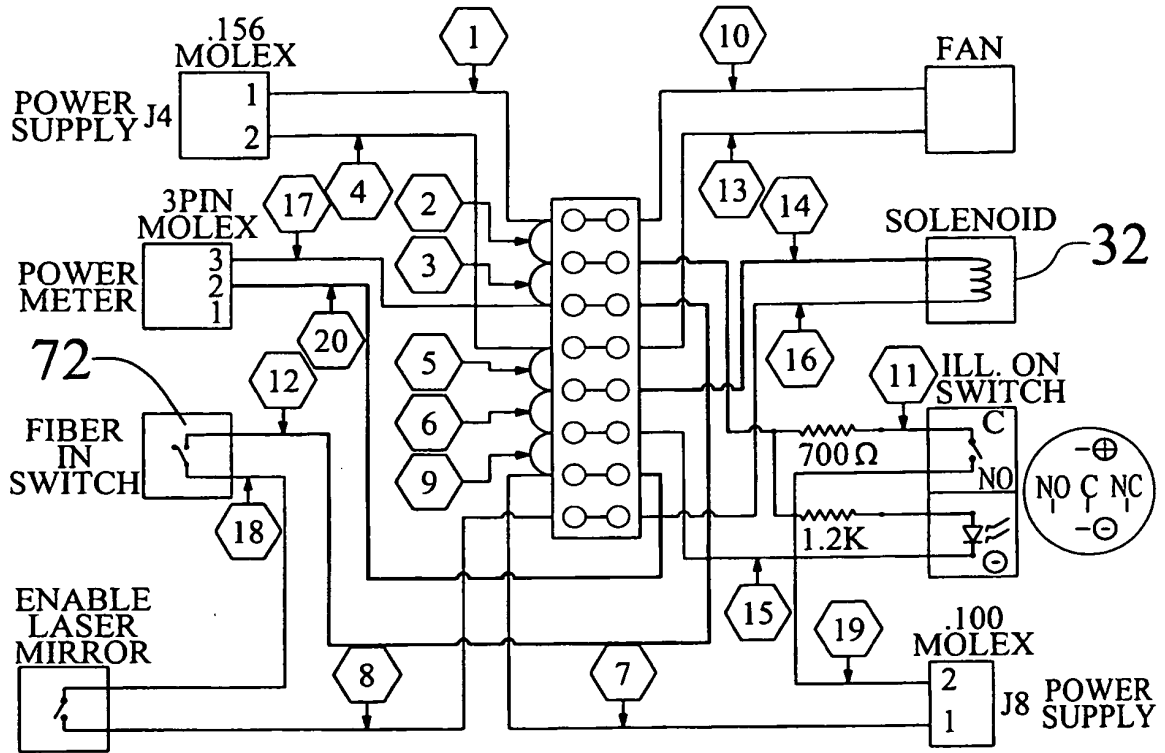 .156
MOLEX
POWER
SUPPLY
J4
1
2
1
10
FAN
4
13
3PIN
MOLEX
17
2
14
SOLENOID
32
POWER
METER
3
2
1
3
20
16
72
12
5
11
ILL. ON
SWITCH
FIBER
IN
SWITCH
6
C
700 Ω
NO
9
18
1.2K
⊖
-⊕
NO C NC
-⊖
ENABLE
LASER
MIRROR
15
8
7
19
.100
MOLEX
2
1
J8
POWER
SUPPLY